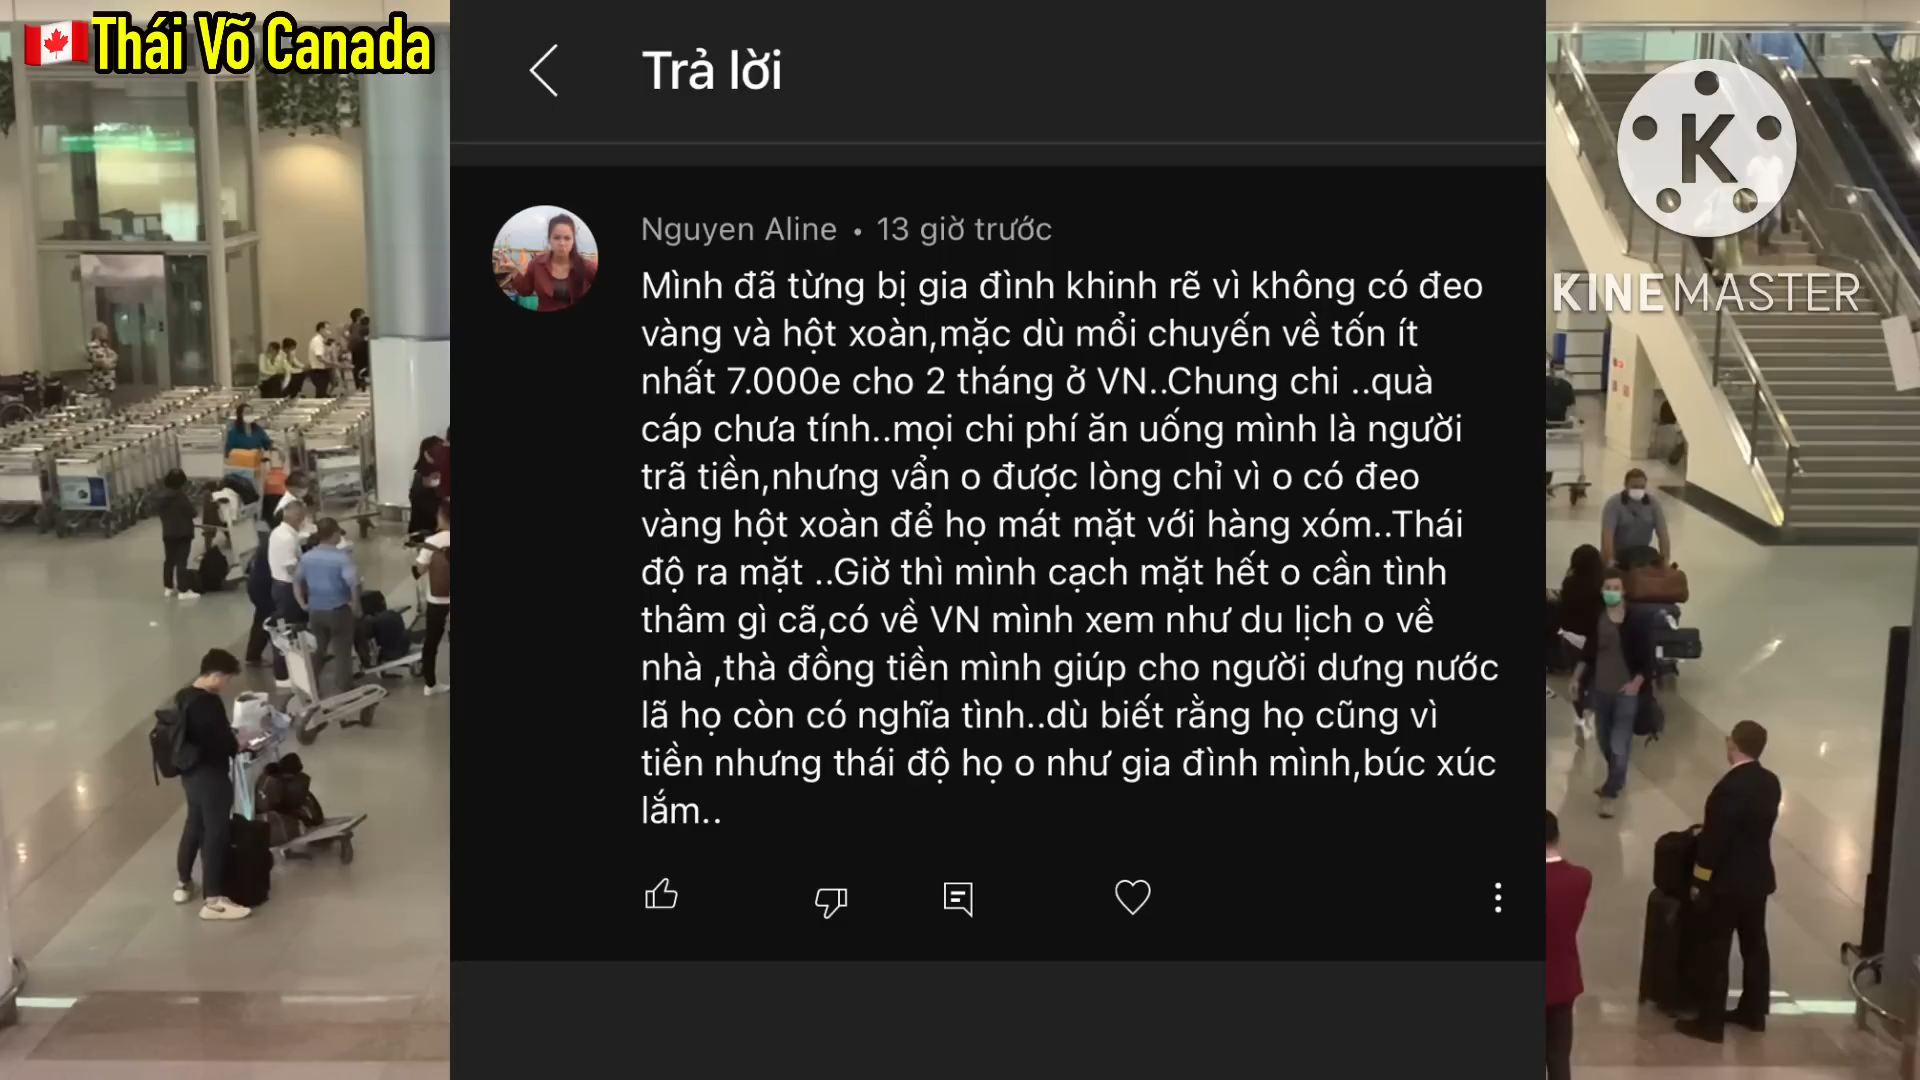 Thái Võ Canada
Trả lời
Nguyen Aline • 13 giờ trước
Mình đã từng bị gia đình khinh rẽ vì không có đeo
vàng và hột xoàn,mặc dù mổi chuyến về tốn ít
nhất 7.000e cho 2 tháng ở VN..Chung chi ..quà
cáp chưa tính..mọi chi phí ăn uống mình là người
trã tiền,nhưng vẩn o được lòng chỉ vì o có đeo
vàng hột xoàn để họ mát mặt với hàng xóm..Thái
độ ra mặt ..Giờ thì mình cạch mặt hết o cần tình
thâm gì cã,có về VN mình xem như du lịch o về
nhà ,thà đồng tiền mình giúp cho người dưng nước
lã họ còn có nghĩa tình..dù biết rằng họ cũng vì
tiền nhưng thái độ họ o như gia đình mình,búc xúc
lắm..
K
KINEMASTER